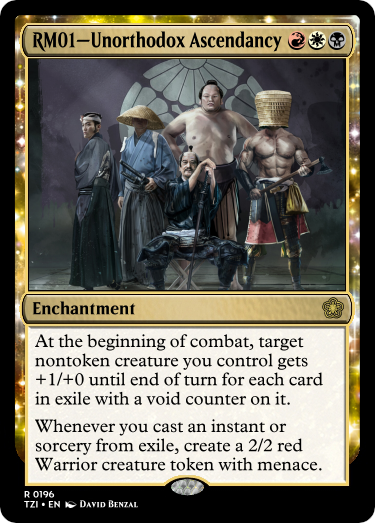 RM01—Unorthodox Ascendancy
Enchantment
At the beginning of combat, target
nontoken creature you control gets
+1/+0 until end of turn for each card
in exile with a void counter on it.
Whenever you cast an instant or
sorcery from exile, create a 2/2 red
Warrior creature token with menace.
R 0196
TZI • EN David Benzal